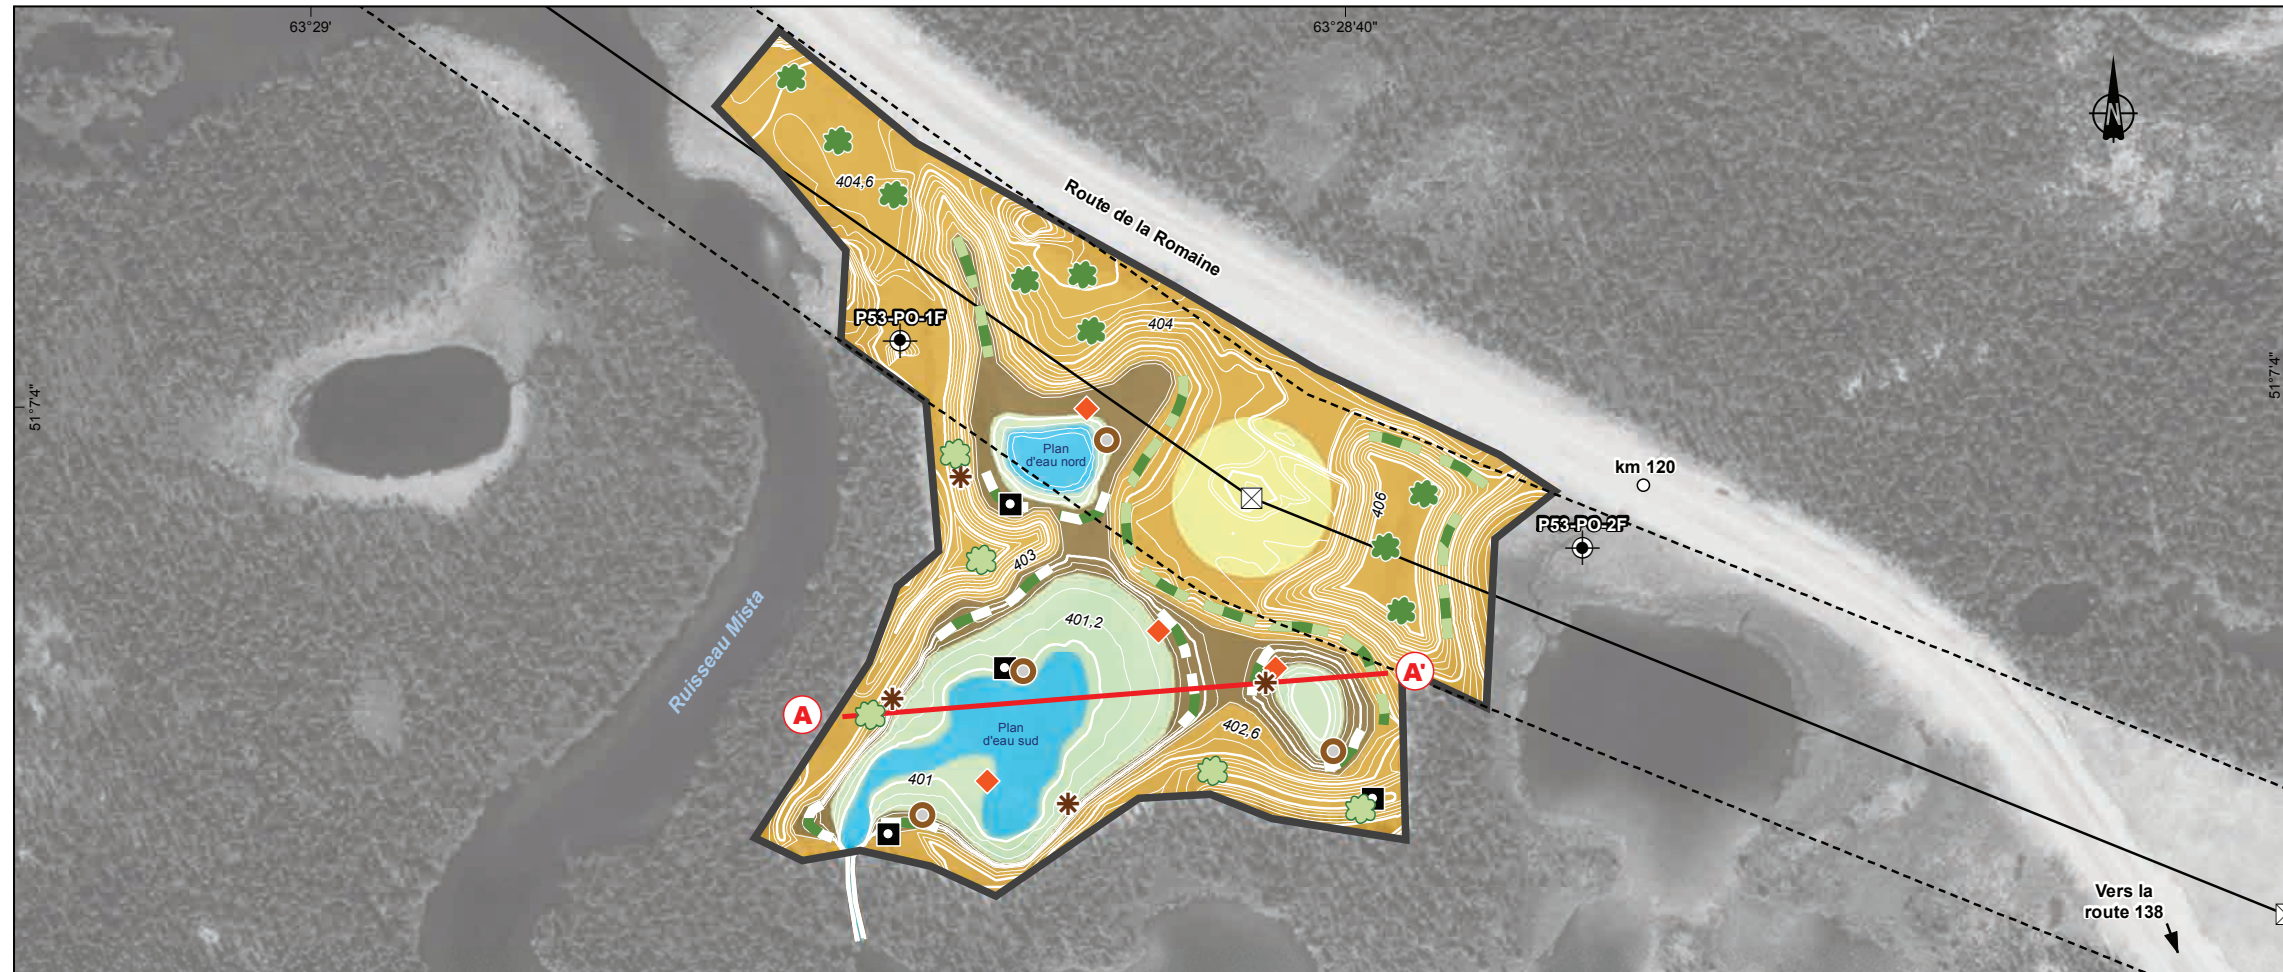 63°29'
63°28'40"
N
404,6
Route de la Romaine
P53-PO-1F
404
51°7'4"
51°7'4"
Plan
d'eau nord
km 120
406
P53-PO-2F
403
Ruisseau Mista
401,2
A
A'
Plan
d'eau sud
402,6
401
Vers la
route 138